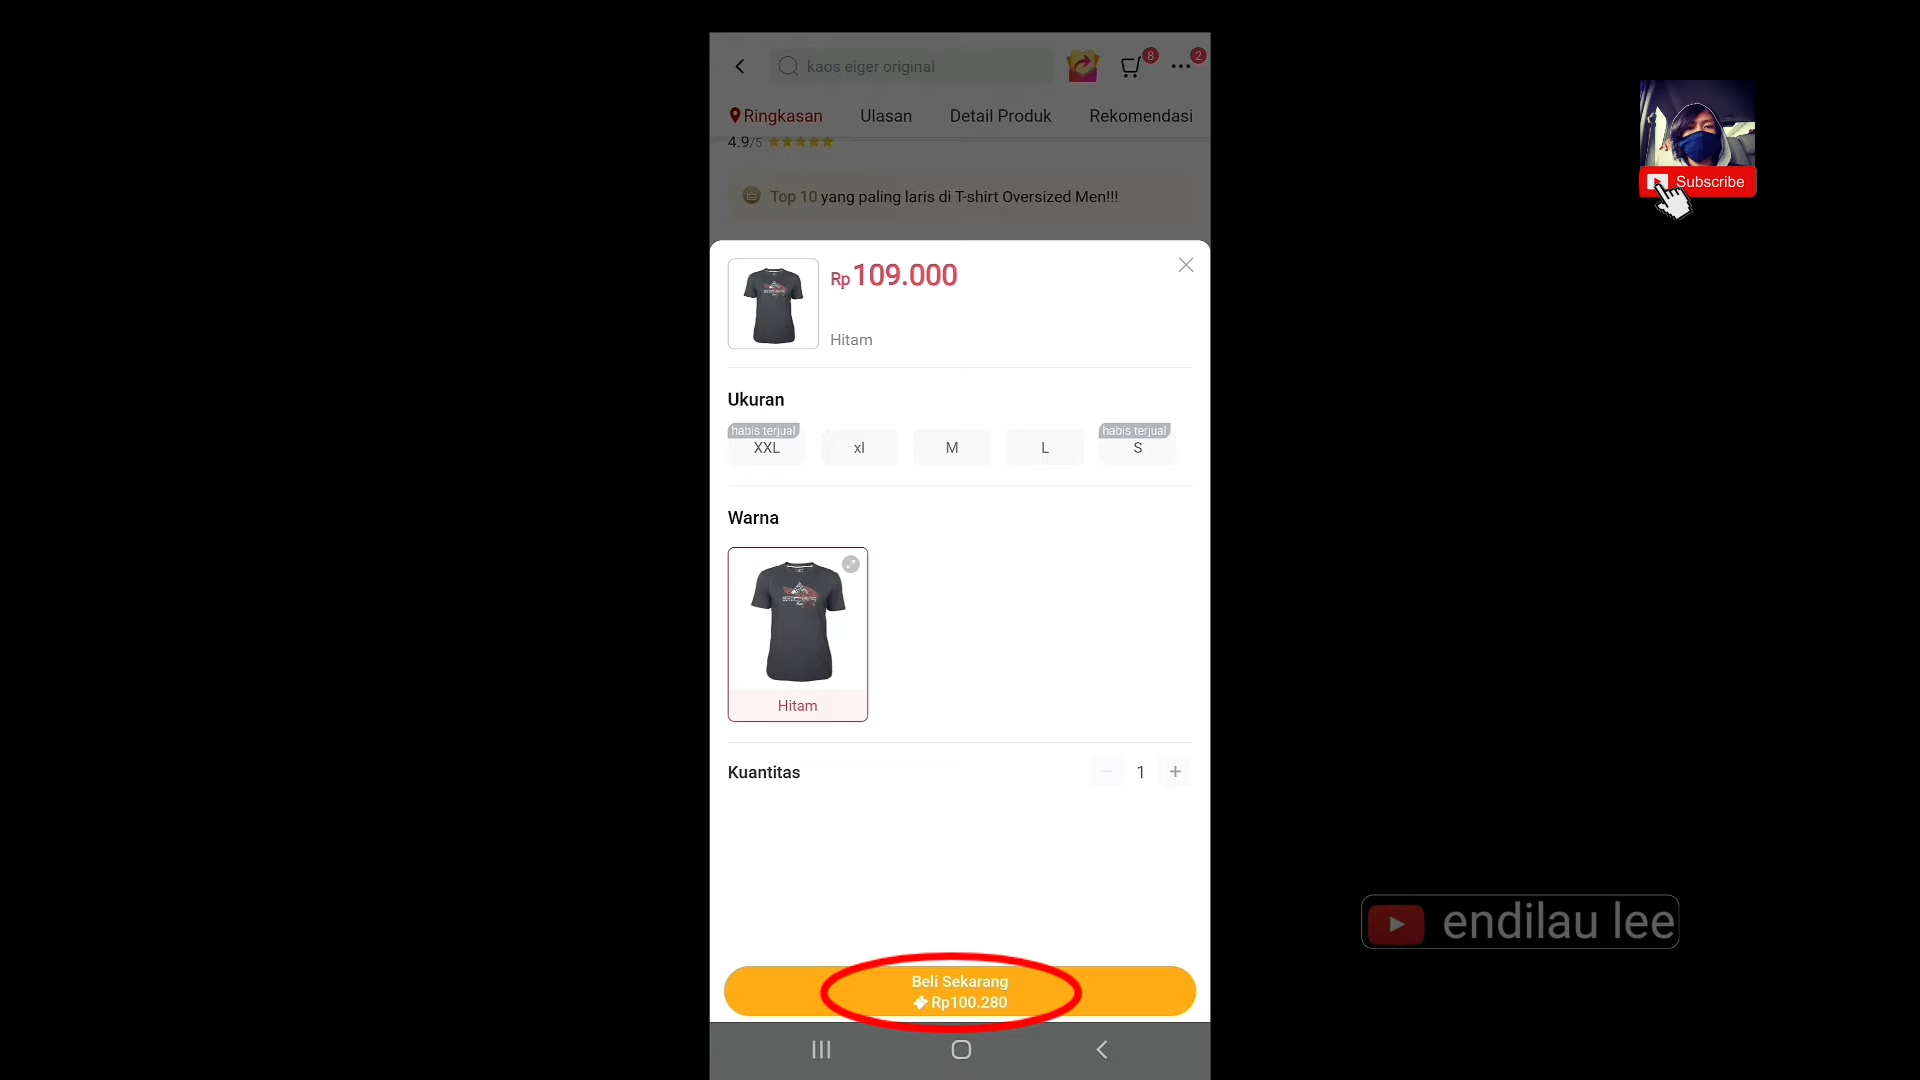 kaos eiger original
8
2
Ringkasan Ulasan Detail Produk Rekomendasi
4.9/5
Top 10 yang paling laris di T-shirt Oversized Men!!!
Subscribe
Rp109.000
Hitam
Ukuran
habis terjual habis terjual
XXL xl M L S
Warna
Hitam
Kuantitas 1
endilau lee
Beli Sekarang
Rp100.280